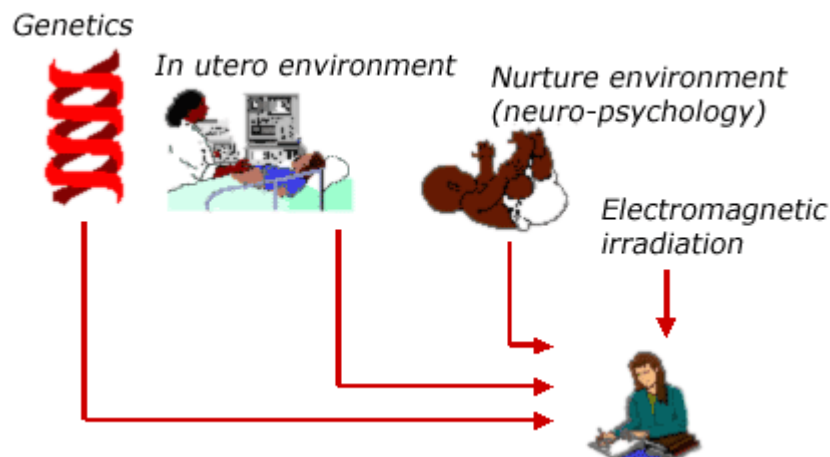 Genetics
In utero environment
Nurture environment
(neuro-psychology)
Electromagnetic
irradiation